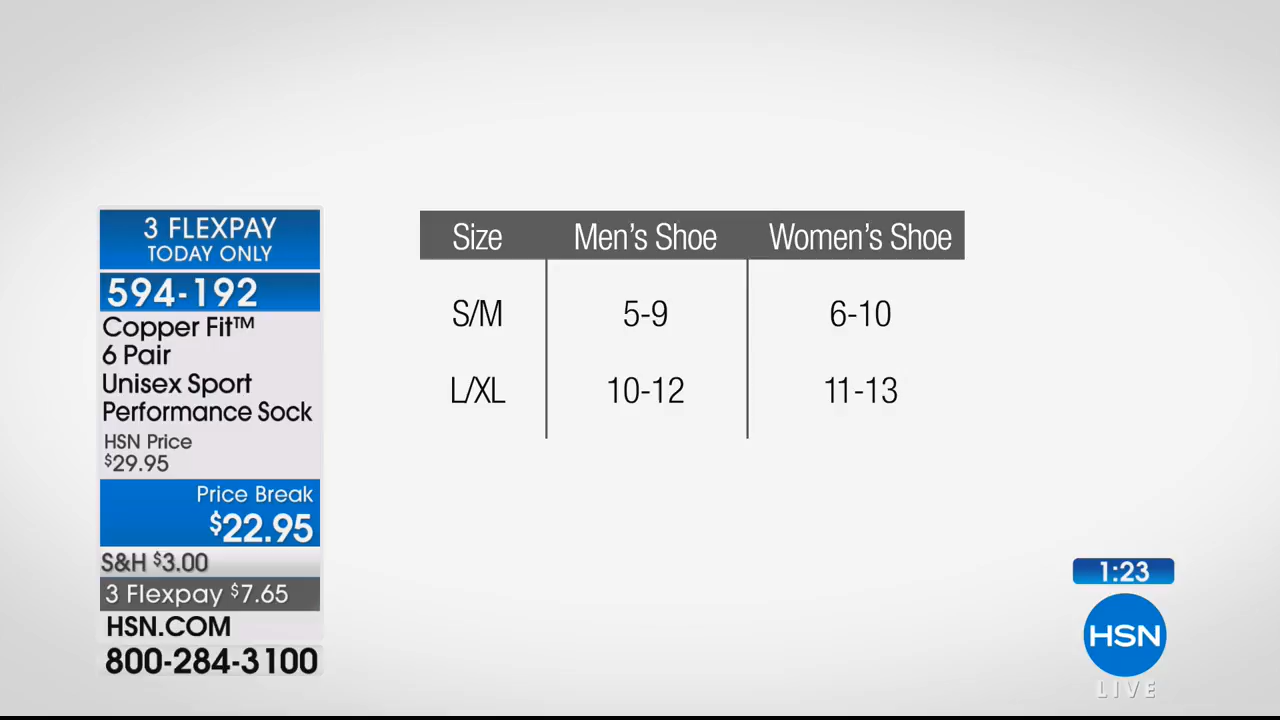 3 FLEXPAY
TODAY ONLY
594-192
Copper Fit™
6 Pair
Unisex Sport
Performance Sock
HSN Price
$29.95
Price Break
$22.95
S&H $3.00
3 Flexpay $7.65
HSN.COM
800-284-3100
Size Men's Shoe Women's Shoe
S/M 5-9 6-10
L/XL 10-12 11-13
1:23
HSN
LIVE